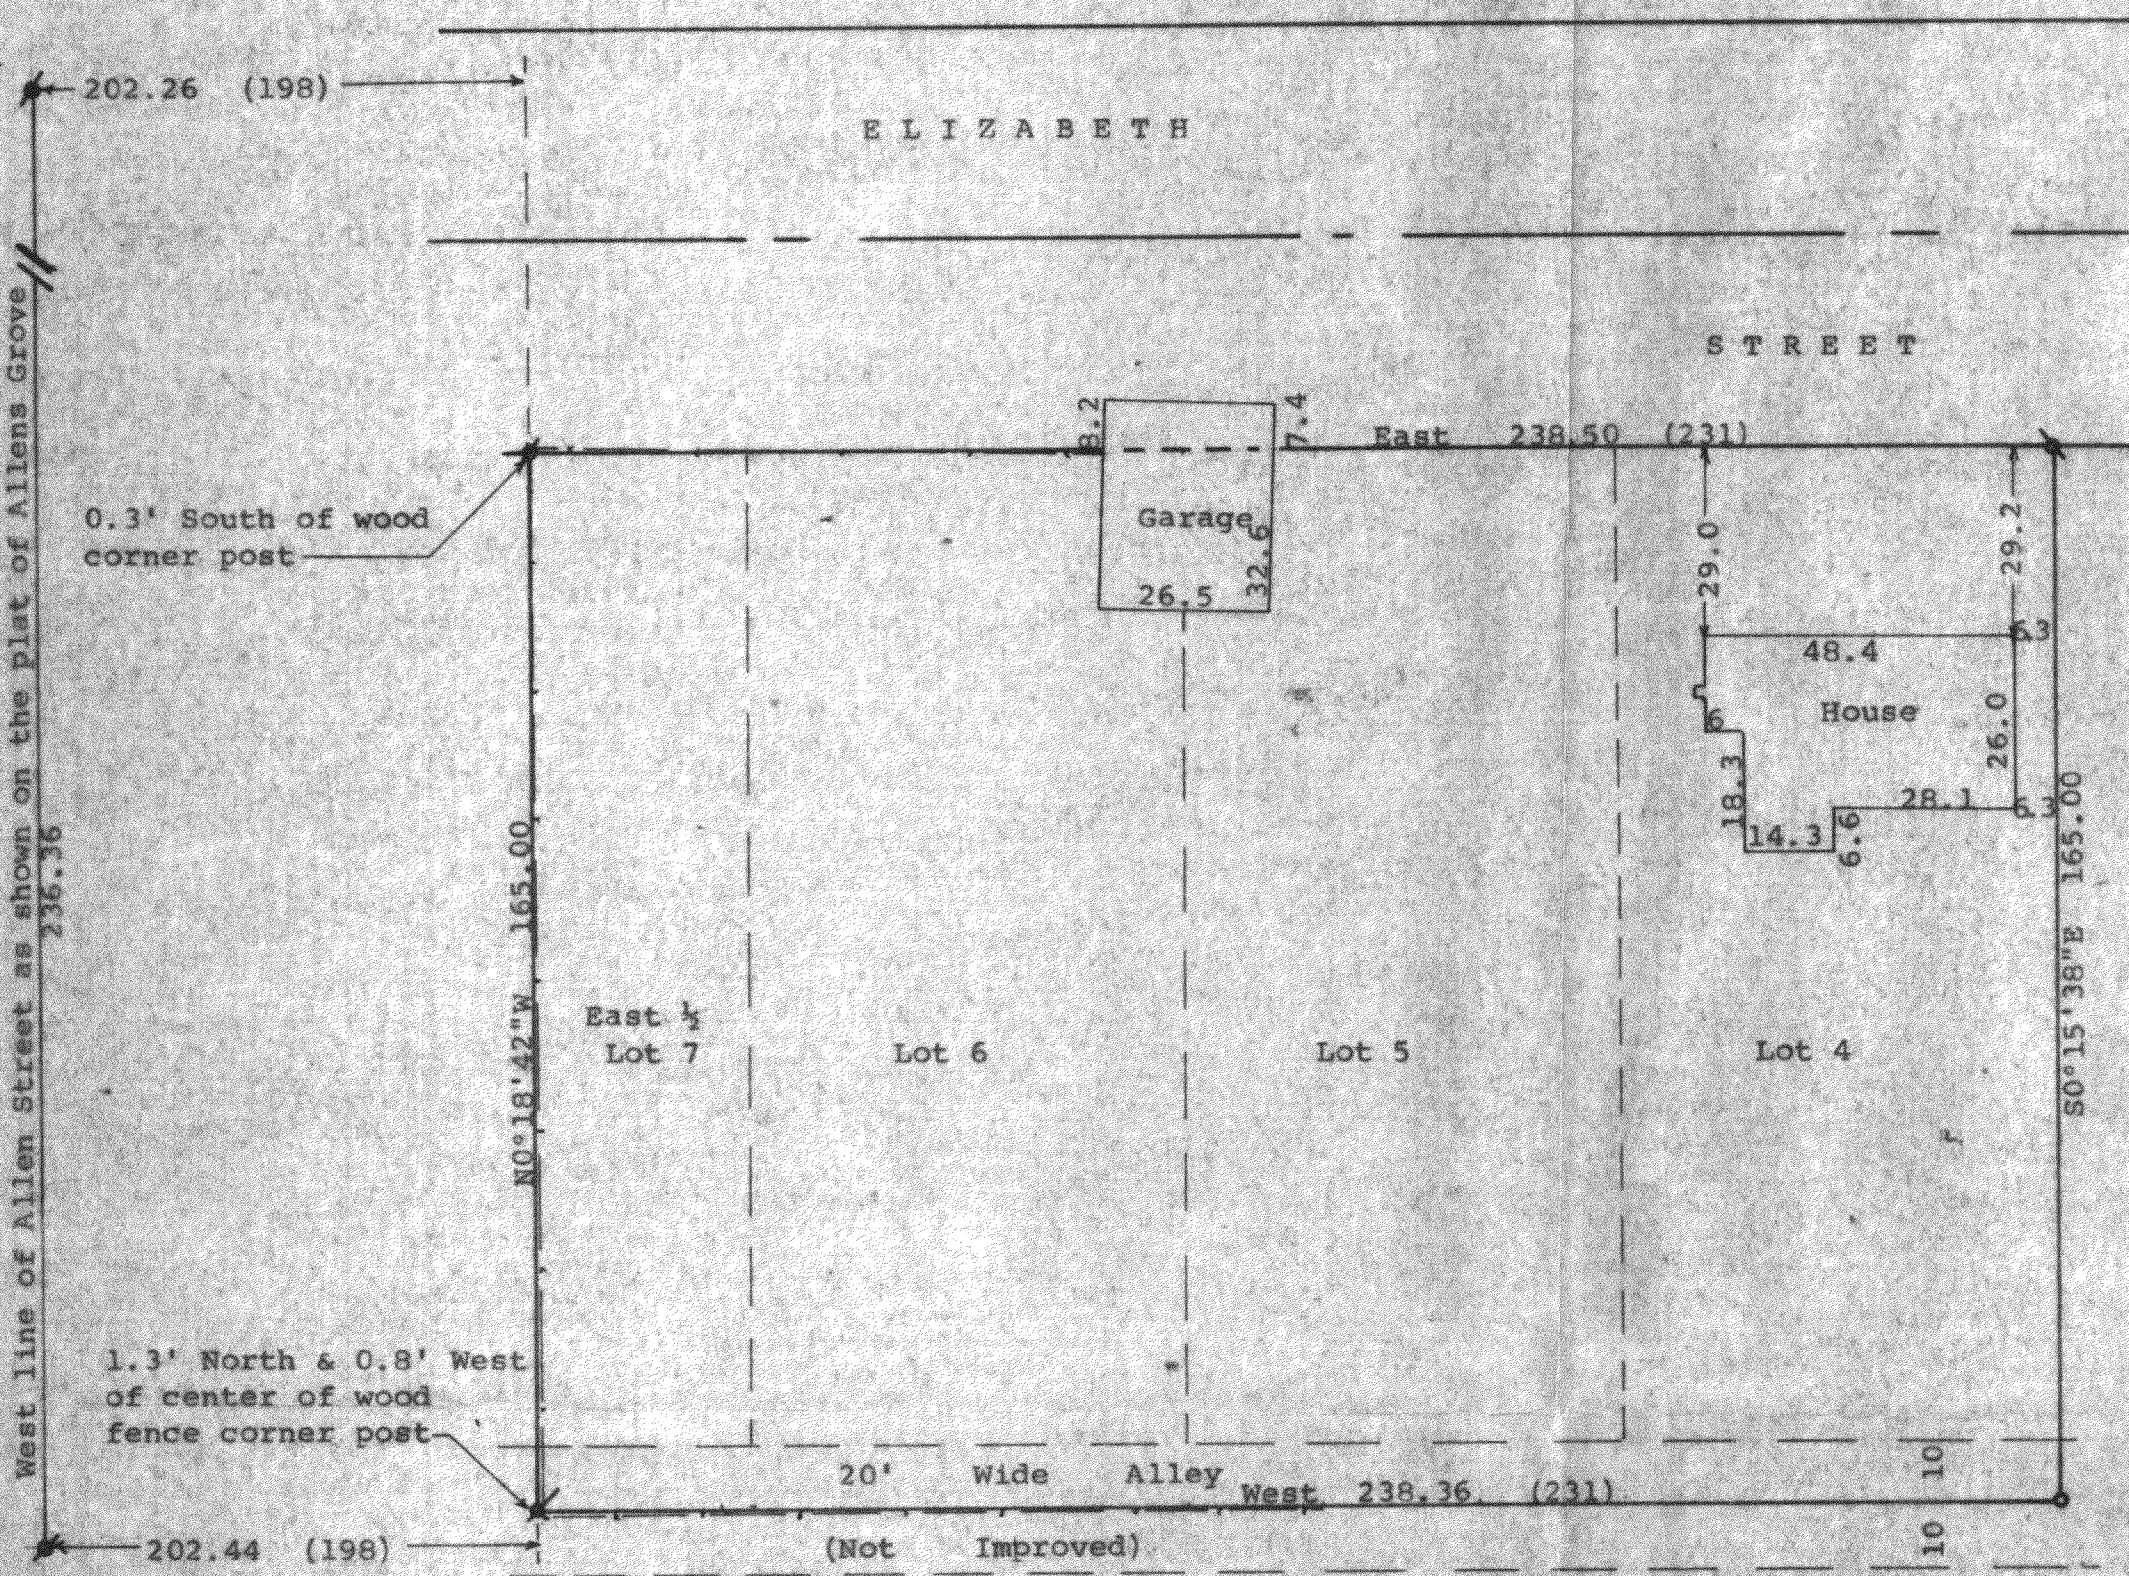 202.26 (198)
ELIZABETH
STREET
8.2
7.4
East 238.50 (231)
0.3' South of wood
corner post
Garage
32.6
26.5
29.0
29.2
6.3
48.4
House
6
26.0
18.3
28.1
6.3
14.3
6.6
West line of Allen Street as shown on the plat of Allens Grove
236.36
N0°18'42"W 165.00
S0°15'38"E 165.00
East ½
Lot 7
Lot 6
Lot 5
Lot 4
1.3' North & 0.8' West
of center of wood
fence corner post
20' Wide Alley
10
West 238.36 (231)
10
202.44 (198)
(Not Improved)